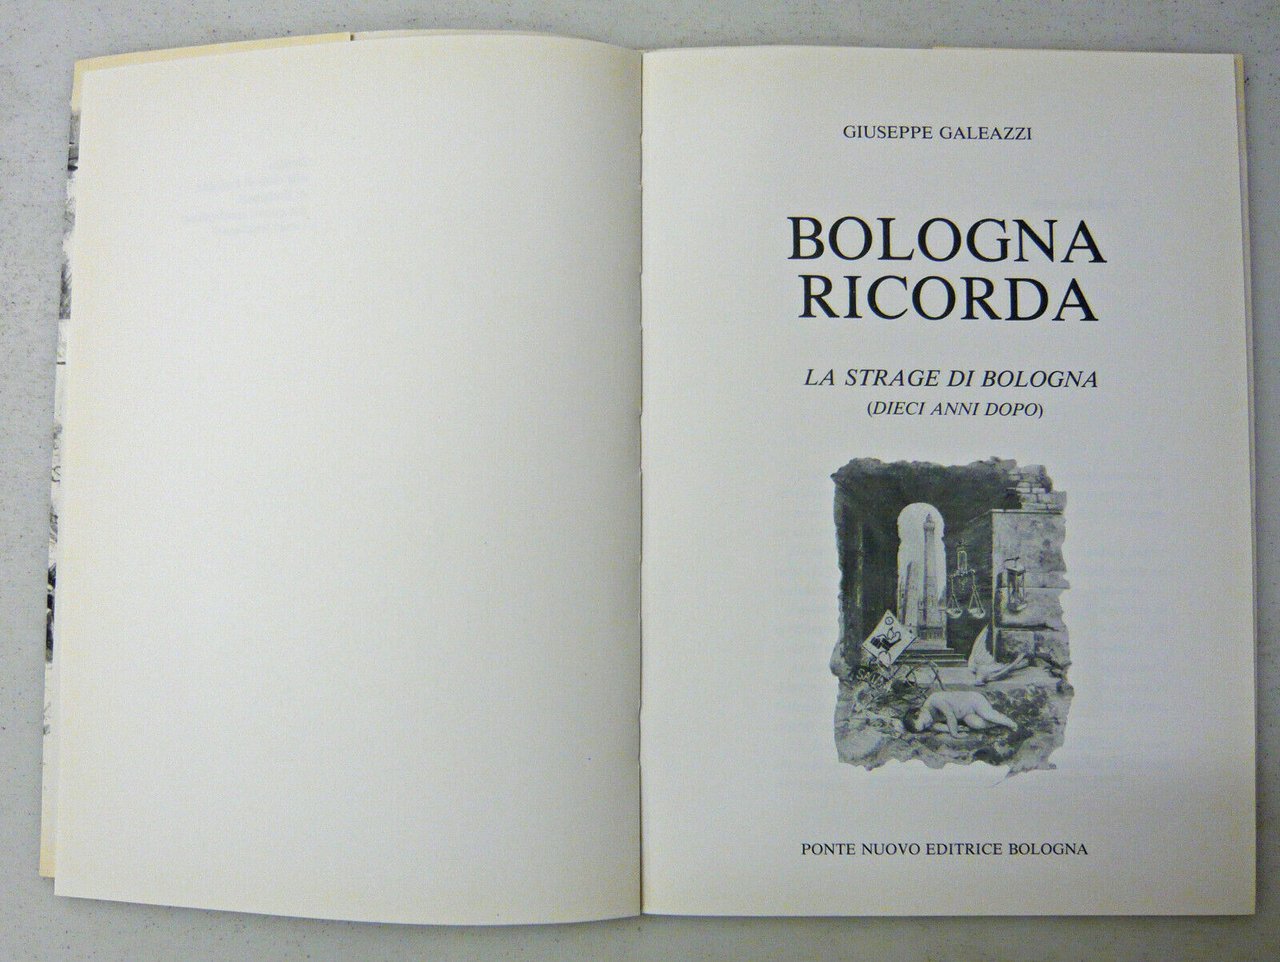 GIUSEPPE GALEAZZI
BOLOGNA
RICORDA
LA STRAGE DI BOLOGNA
(DIECI ANNI DOPO)
PONTE NUOVO EDITRICE BOLOGNA